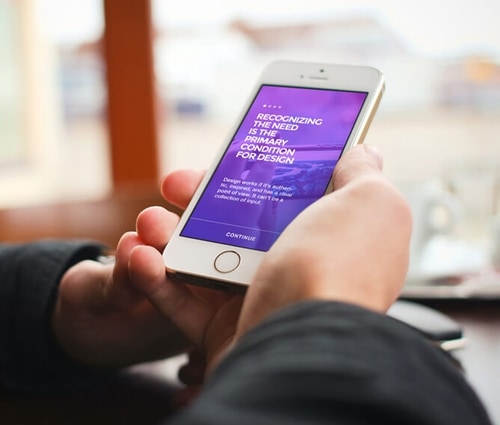 RECOGNIZING
THE NEED
IS THE
PRIMARY
CONDITION
FOR DESIGN
Design works if it's authen-
tic, inspired, and has a clear
point of view. It can't be a
collection of input.
CONTINUE